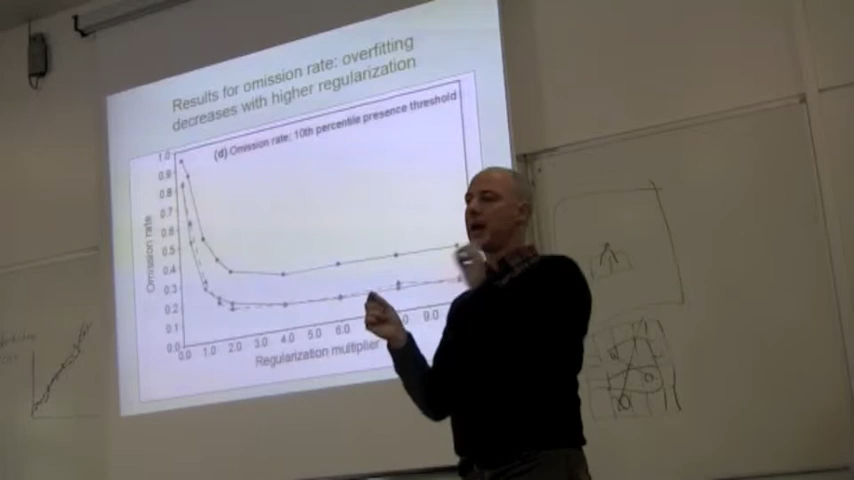 Results for omission rate: overfitting
decreases with higher regularization
(d) Omission rate: 10th percentile presence threshold
1.0
0.9
0.8
0.7
0.6
0.5
0.4
0.3
0.2
0.1
0.0
Omission rate
0.0 1.0 2.0 3.0 4.0 5.0 6.0 9.0
Regularization multiplier